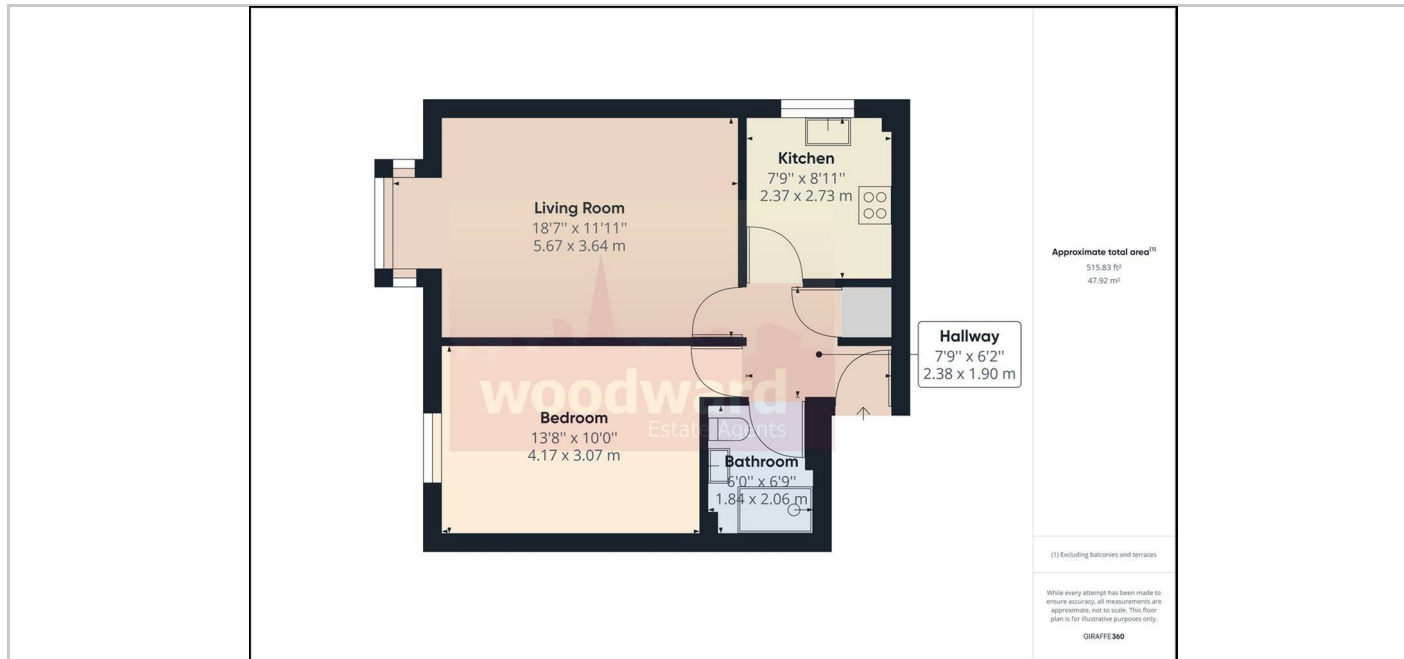 Kitchen
7'9'' x 8'11''
2.37 x 2.73 m
Living Room
18'7'' x 11'11''
5.67 x 3.64 m
Hallway
7'9'' x 6'2''
2.38 x 1.90 m
woodward
Estate Agents
Bedroom
13'8'' x 10'0''
4.17 x 3.07 m
Bathroom
6'0'' x 6'9''
1.84 x 2.06 m
Approximate total area(1)
515.83 ft²
47.92 m²
(1) Excluding balconies and terraces
While every attempt has been made to
ensure accuracy, all measurements are
approximate, not to scale. This floor
plan is for illustrative purposes only.
GIRAFFE360